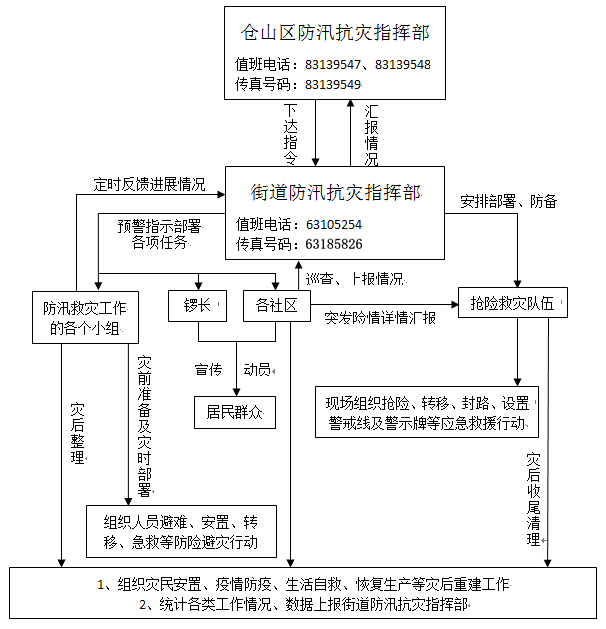 仓山区防汛抗灾指挥部
值班电话：83139547、83139548
传真号码：83139549
下达指令
汇报情况
定时反馈进展情况
街道防汛抗灾指挥部
值班电话：63105254
传真号码：63185826
安排部署、防备
预警指示部署
各项任务
巡查、上报情况
防汛救灾工作
的各个小组
锣长
各社区
抢险救灾队伍
突发险情详情汇报
宣传
动员
灾前准备及灾时部署
居民群众
现场组织抢险、转移、封路、设置
警戒线及警示牌等应急救援行动
灾后整理
灾后收尾清理
组织人员避难、安置、转
移、急救等防险避灾行动
1、组织灾民安置、疫情防疫、生活自救、恢复生产等灾后重建工作
2、统计各类工作情况、数据上报街道防汛抗灾指挥部